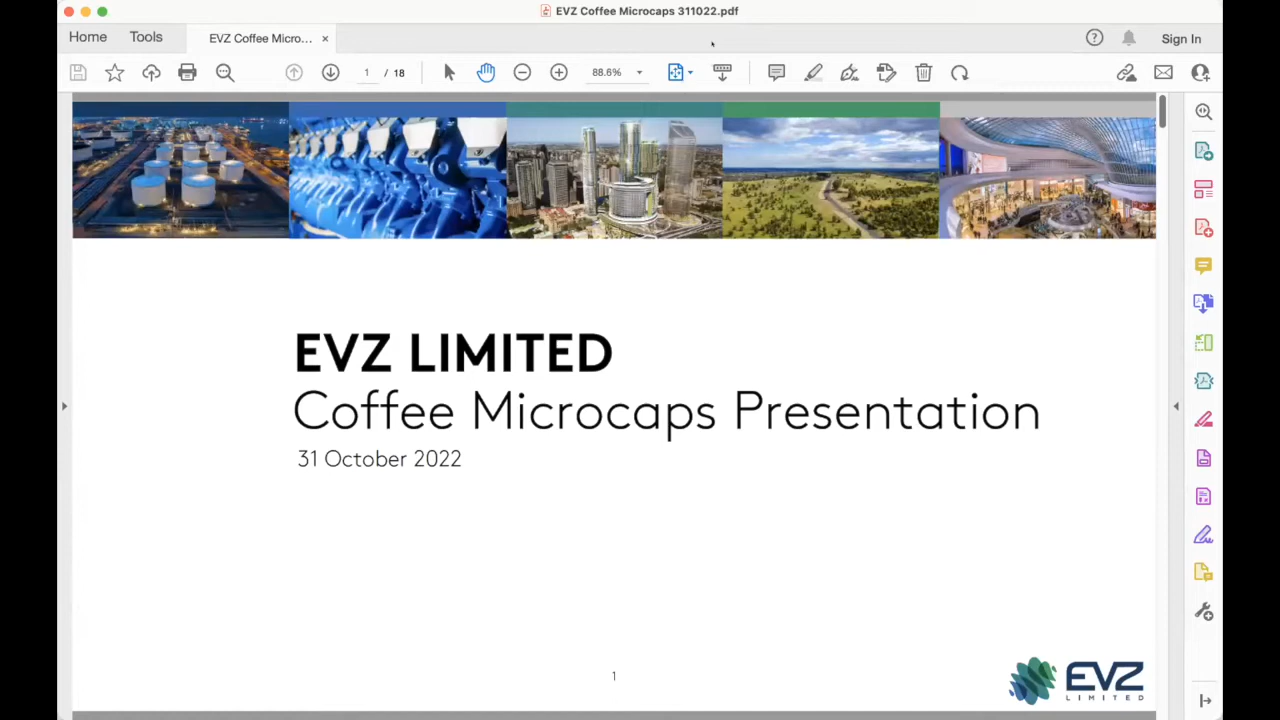 EVZ Coffee Microcaps 311022.pdf
Home
Tools
EVZ Coffee Micro...
Sign In
1 / 18
88.6%
EVZ LIMITED
Coffee Microcaps Presentation
31 October 2022
1
EVZ
LIMITED